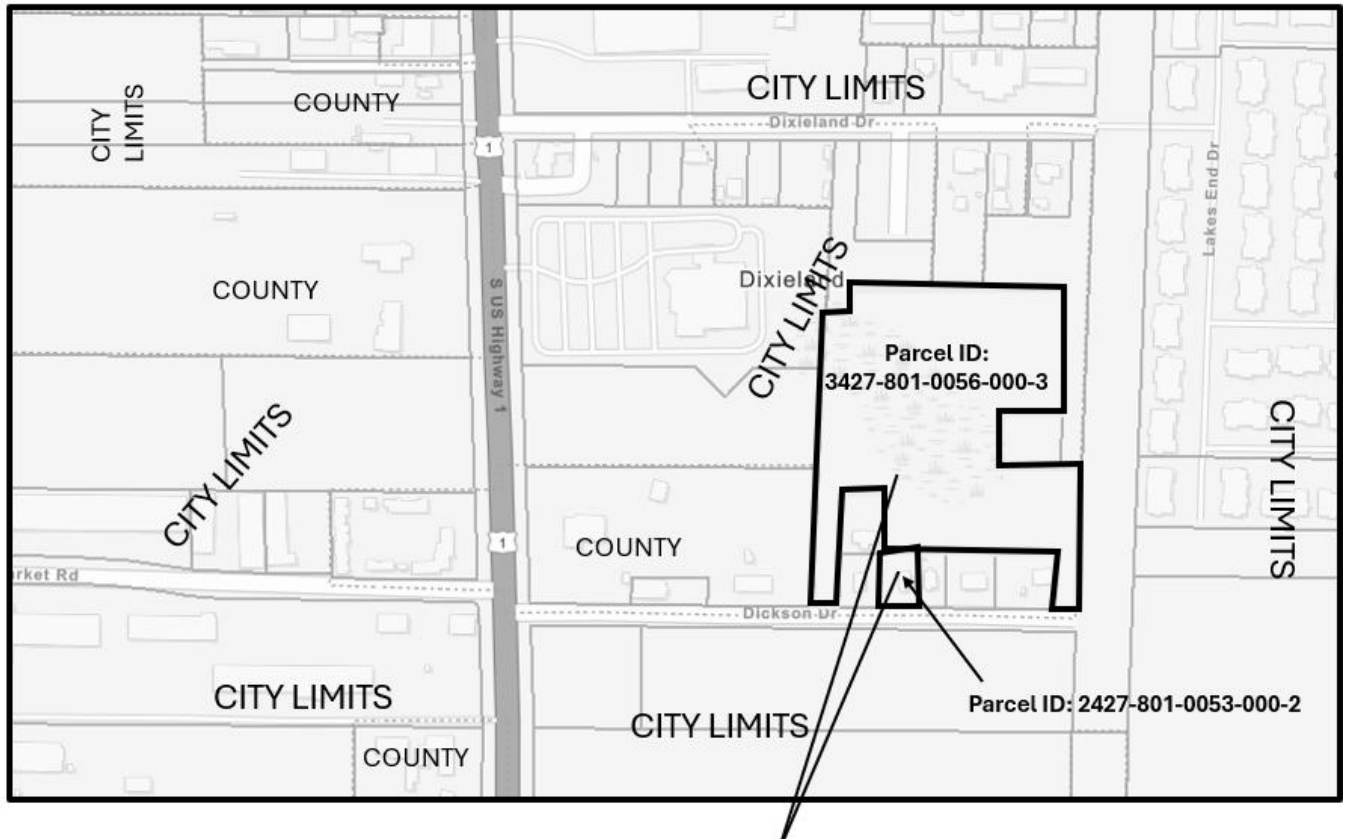 CITY LIMITS
Dixieland Dr
COUNTY
CITY
LIMITS
1
Lakes End Dr
COUNTY
S US Highway 1
Dixieland
CITY LIMITS
Parcel ID:
3427-801-0056-000-3
CITY LIMITS
CITY LIMITS
1
COUNTY
rket Rd
Dickson Dr
CITY LIMITS
CITY LIMITS
Parcel ID: 2427-801-0053-000-2
COUNTY